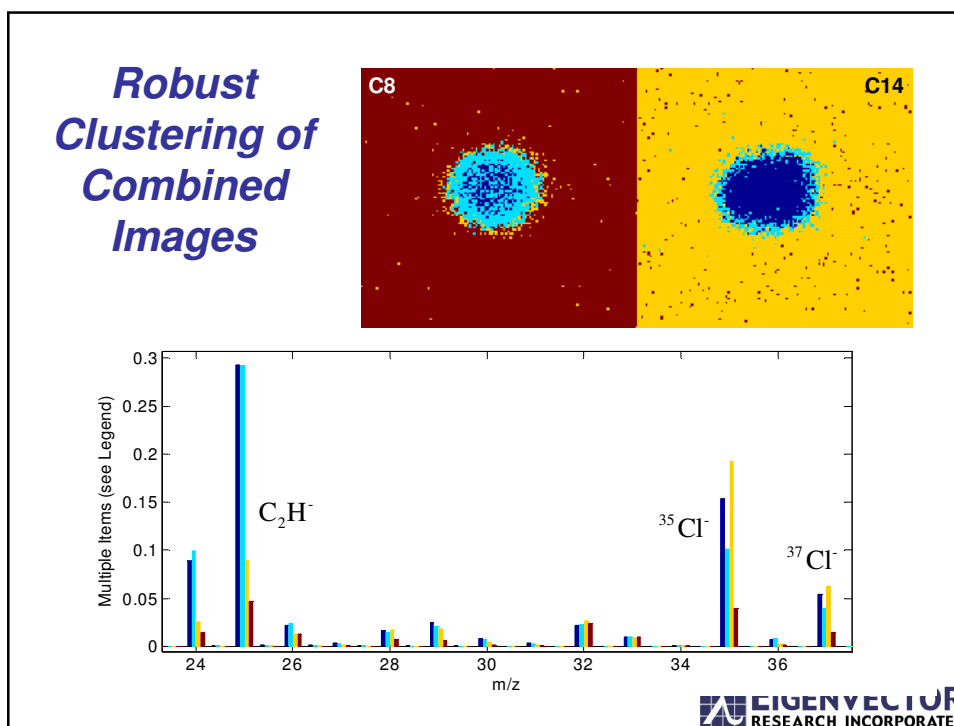 Robust
Clustering of
Combined
Images
C8
C14
0.3
0.25
0.2
0.15
0.1
0.05
0
Multiple Items (see Legend)
C₂H⁻
³⁵Cl⁻
³⁷Cl⁻
24 26 28 30 32 34 36
m/z
EIGENVECTOR
RESEARCH INCORPORATE